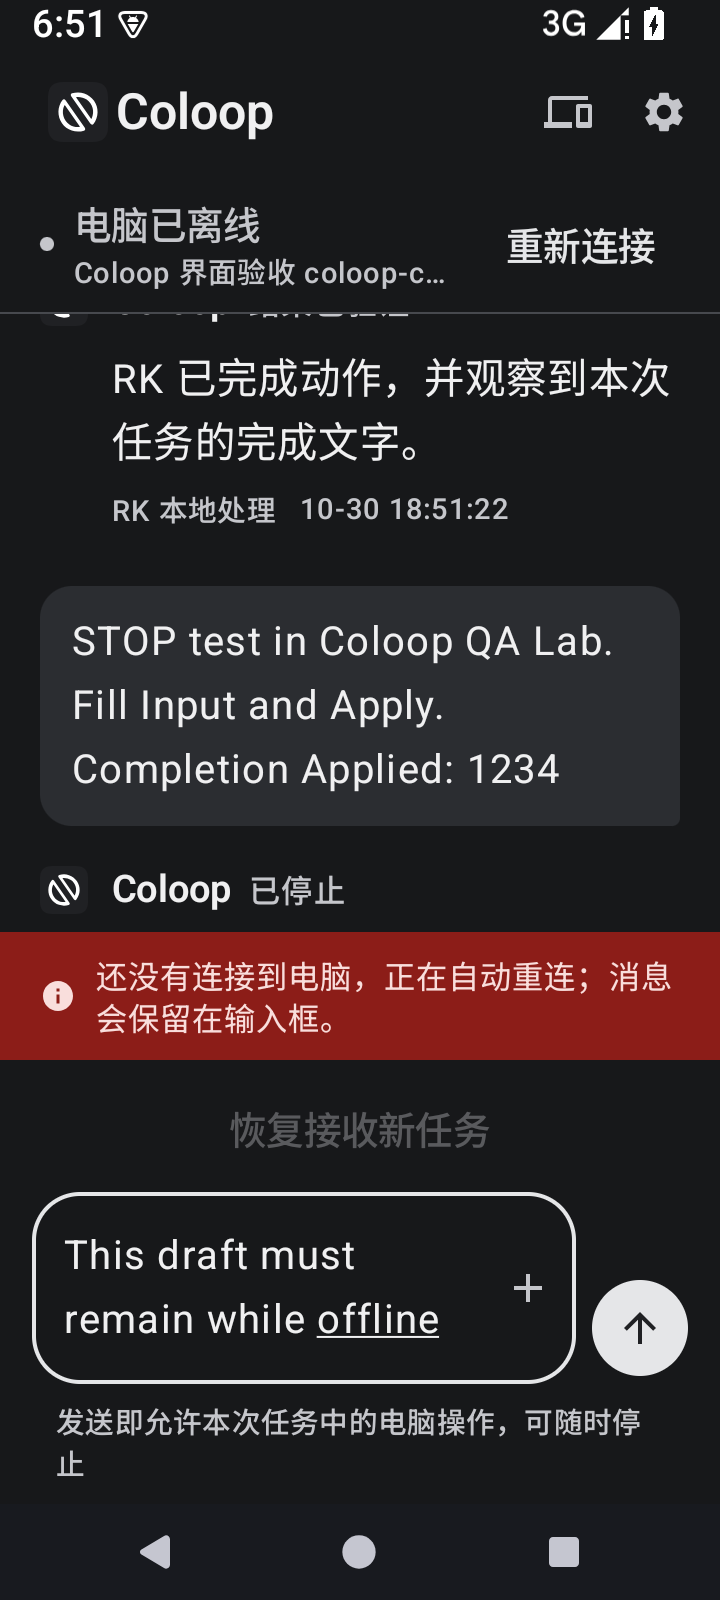 6:51
3G
Coloop
电脑已离线
Coloop 界面验收 coloop-c…
重新连接
RK 已完成动作，并观察到本次
任务的完成文字。
RK 本地处理 10-30 18:51:22
STOP test in Coloop QA Lab.
Fill Input and Apply.
Completion Applied: 1234
Coloop 已停止
还没有连接到电脑，正在自动重连；消息
会保留在输入框。
恢复接收新任务
This draft must
remain while offline
发送即允许本次任务中的电脑操作，可随时停
止